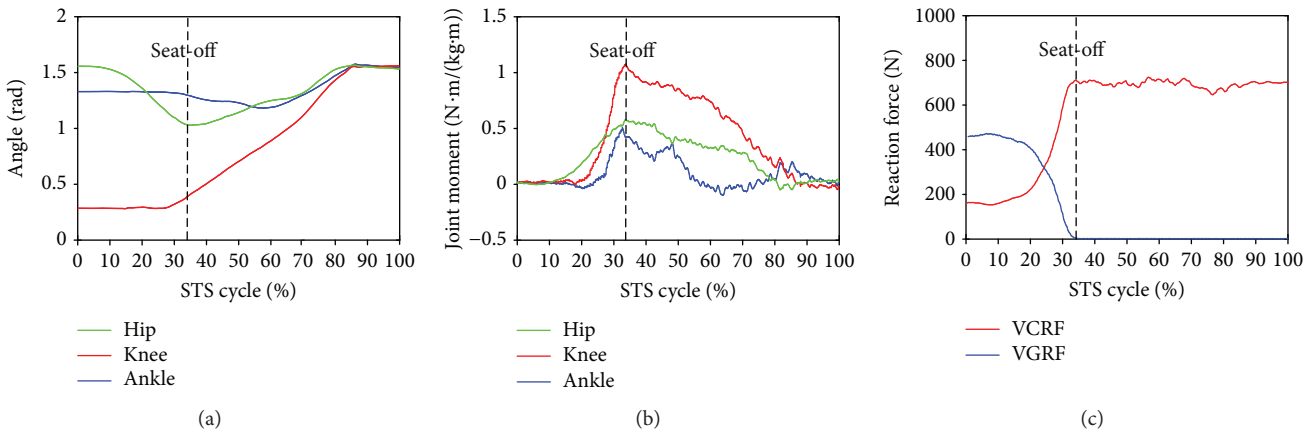 2
1.5
1
0.5
0
Angle (rad)
Seat-off
0 10 20 30 40 50 60 70 80 90 100
STS cycle (%)
Hip
Knee
Ankle
(a)
1.5
1
0.5
0
−0.5
Joint moment (N·m/(kg·m))
Seat-off
0 10 20 30 40 50 60 70 80 90 100
STS cycle (%)
Hip
Knee
Ankle
(b)
1000
800
600
400
200
0
Reaction force (N)
Seat-off
0 10 20 30 40 50 60 70 80 90 100
STS cycle (%)
VCRF
VGRF
(c)